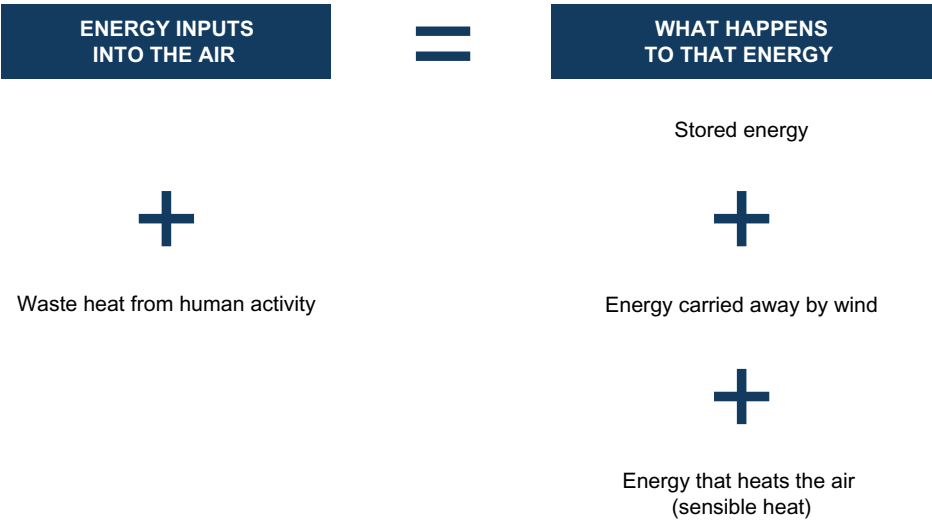 ENERGY INPUTS
INTO THE AIR
=
WHAT HAPPENS
TO THAT ENERGY
Stored energy
+
+
Waste heat from human activity
Energy carried away by wind
+
Energy that heats the air
(sensible heat)